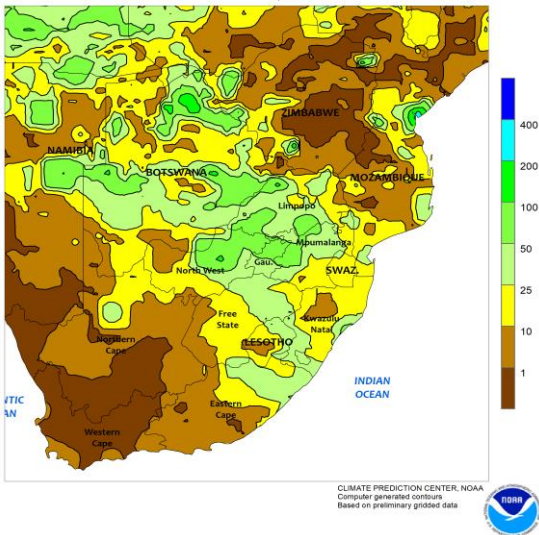 ZIMBABWE
NAMIBIA
BOTSWANA
MOZAMBIQUE
Limpopo
Mpumalanga
Gau.
North West
SWAZ.
Free
State
Kwazulu
Natal
LESOTHO
Northern
Cape
Eastern
Cape
Western
Cape
NTIC
AN
INDIAN
OCEAN
400
200
100
50
25
10
1
CLIMATE PREDICTION CENTER, NOAA
Computer generated contours
Based on preliminary gridded data
NOAA